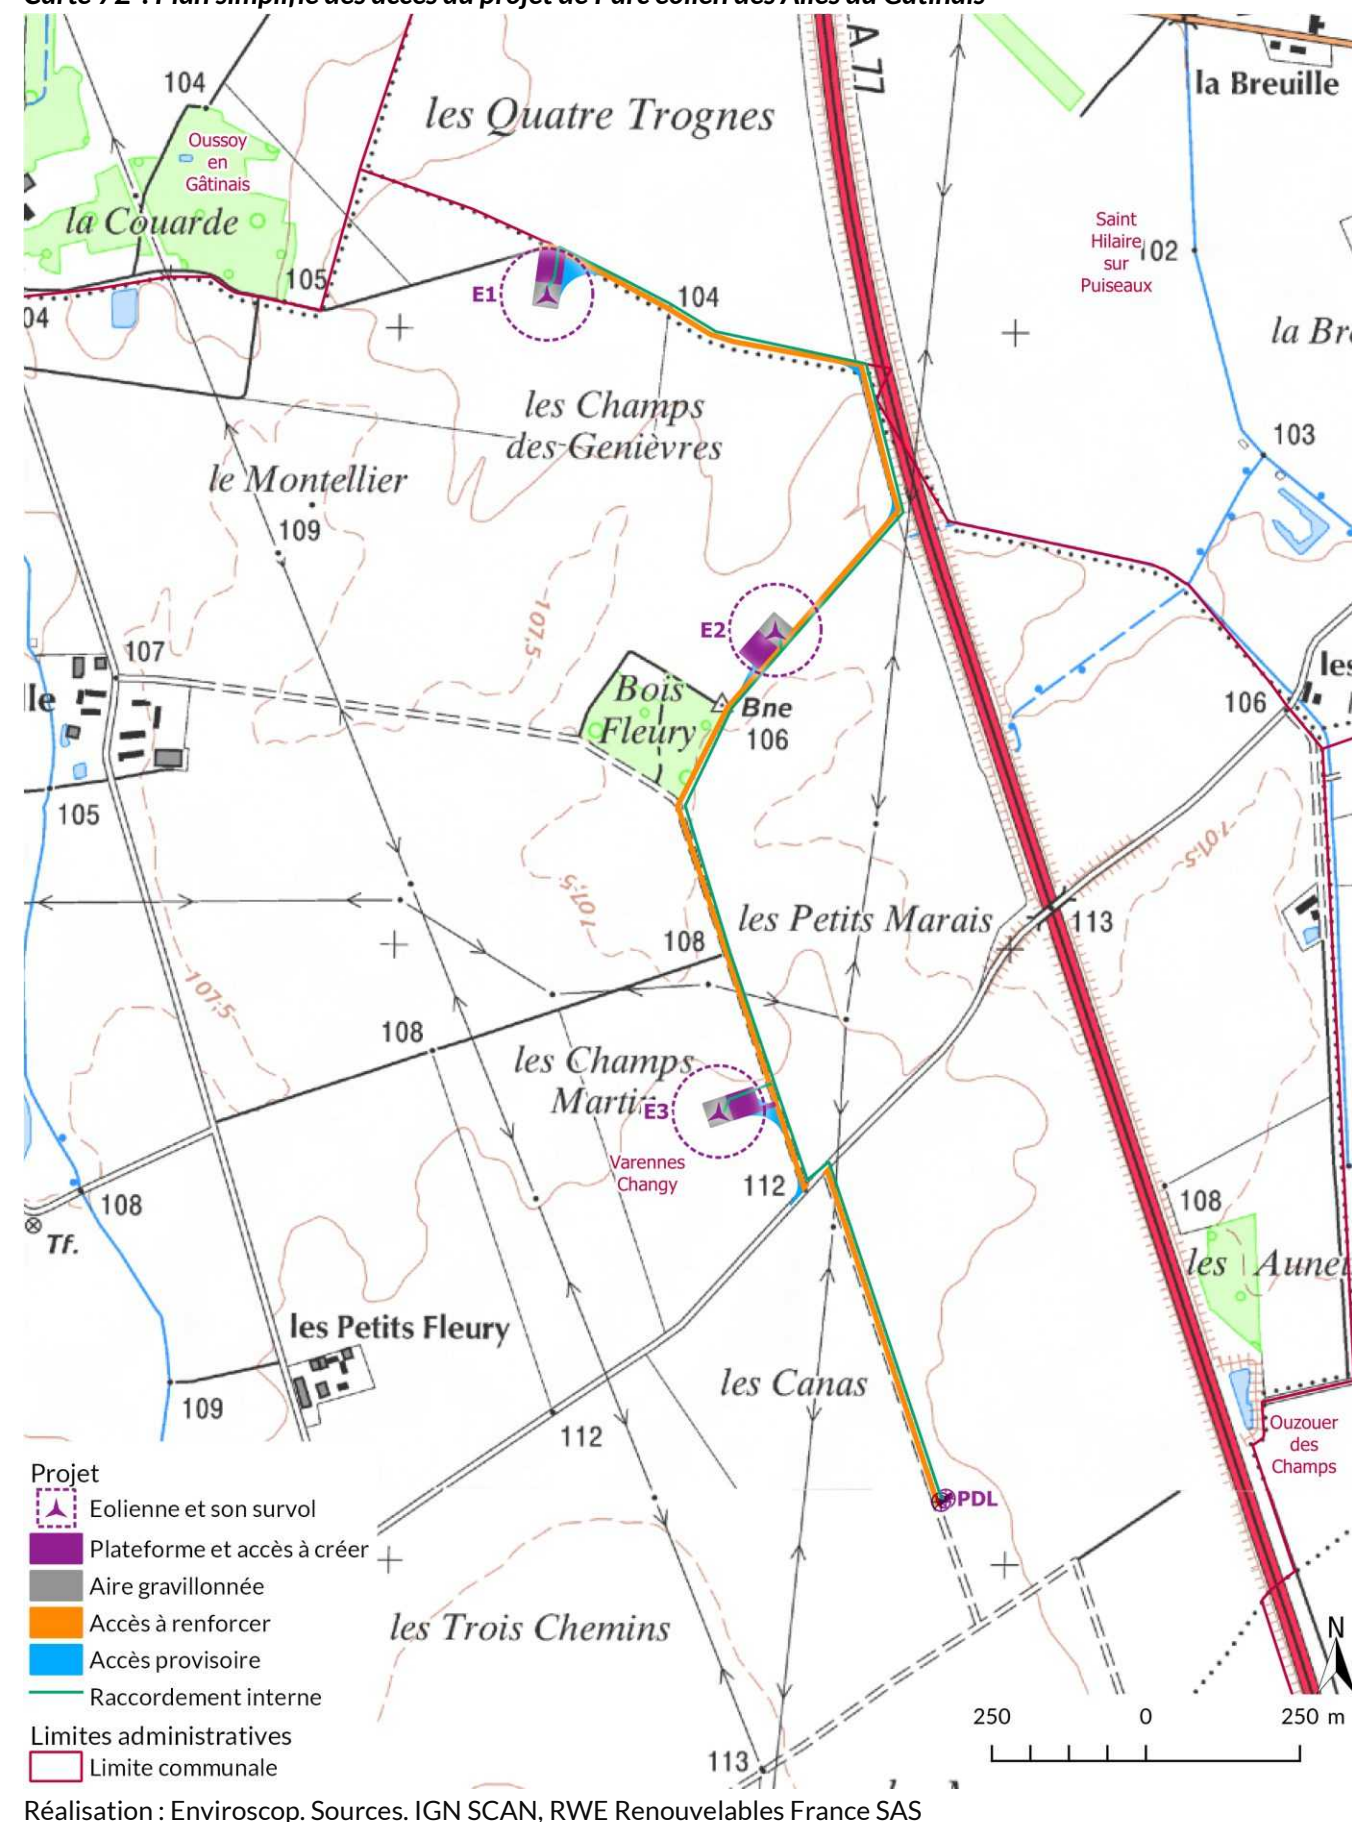 A 77
la Breuille
104
les Quatre Trognes
Oussoy
en
Gâtinais
la Couarde
Saint
Hilaire
sur
Puiseaux
102
105
E1
104
04
les Champs
des Genièvres
103
le Montellier
109
107.5
E2
107
Bois
Fleury
Bne
106
lle
les
106
105
107.5
107.5
les Petits Marais
113
108
107.5
108
les Champs
E3
Varennes
Changy
112
108
108
Tf.
les Petits Fleury
les Canas
109
112
Ouzouer
des
Champs
PDL
les Trois Chemins
113
Projet
Eolienne et son survol
Plateforme et accès à créer
Aire gravillonnée
Accès à renforcer
Accès provisoire
Raccordement interne
Limites administratives
Limite communale
N
250 0 250 m
Réalisation : Enviroscop. Sources. IGN SCAN, RWE Renouvelables France SAS